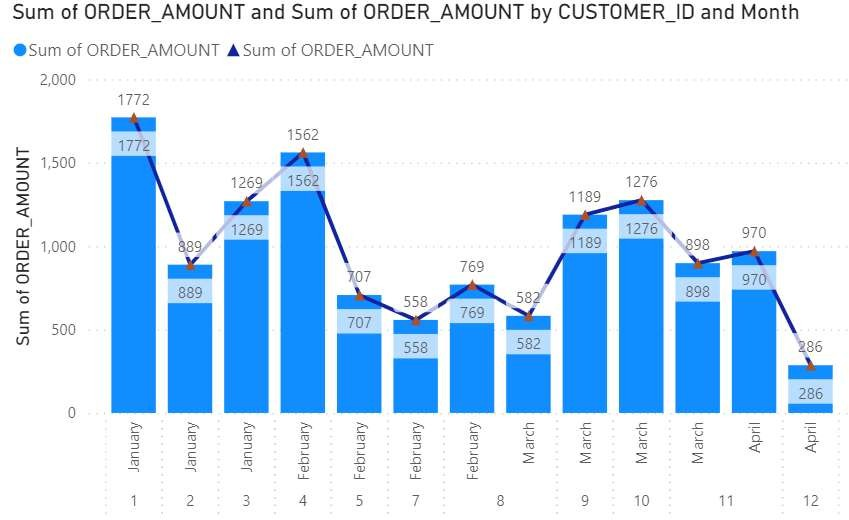 Sum of ORDER_AMOUNT and Sum of ORDER_AMOUNT by CUSTOMER_ID and Month
Sum of ORDER_AMOUNT Sum of ORDER_AMOUNT
Sum of ORDER_AMOUNT
2,000
1,500
1,000
500
0
1772 889 1269 1562 707 558 769 582 1189 1276 898 970 286
1772 889 1269 1562 707 558 769 582 1189 1276 898 970 286
January January January February February February February March March March March April April
1 2 3 4 5 7 8 9 10 11 12